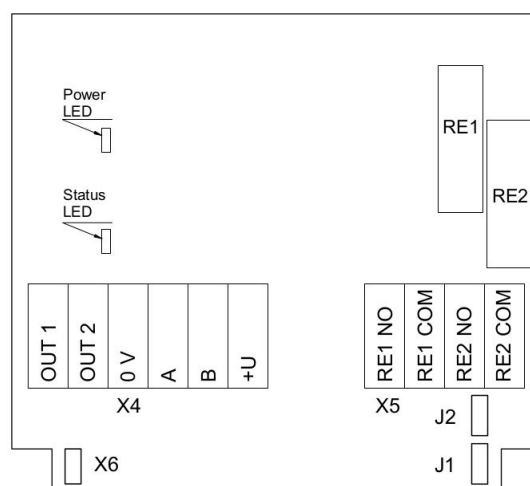 Power
LED
RE1
RE2
Status
LED
OUT 1
OUT 2
0 V
A
B
+U
RE1 NO
RE1 COM
RE2 NO
RE2 COM
X4
X5
J2
X6
J1